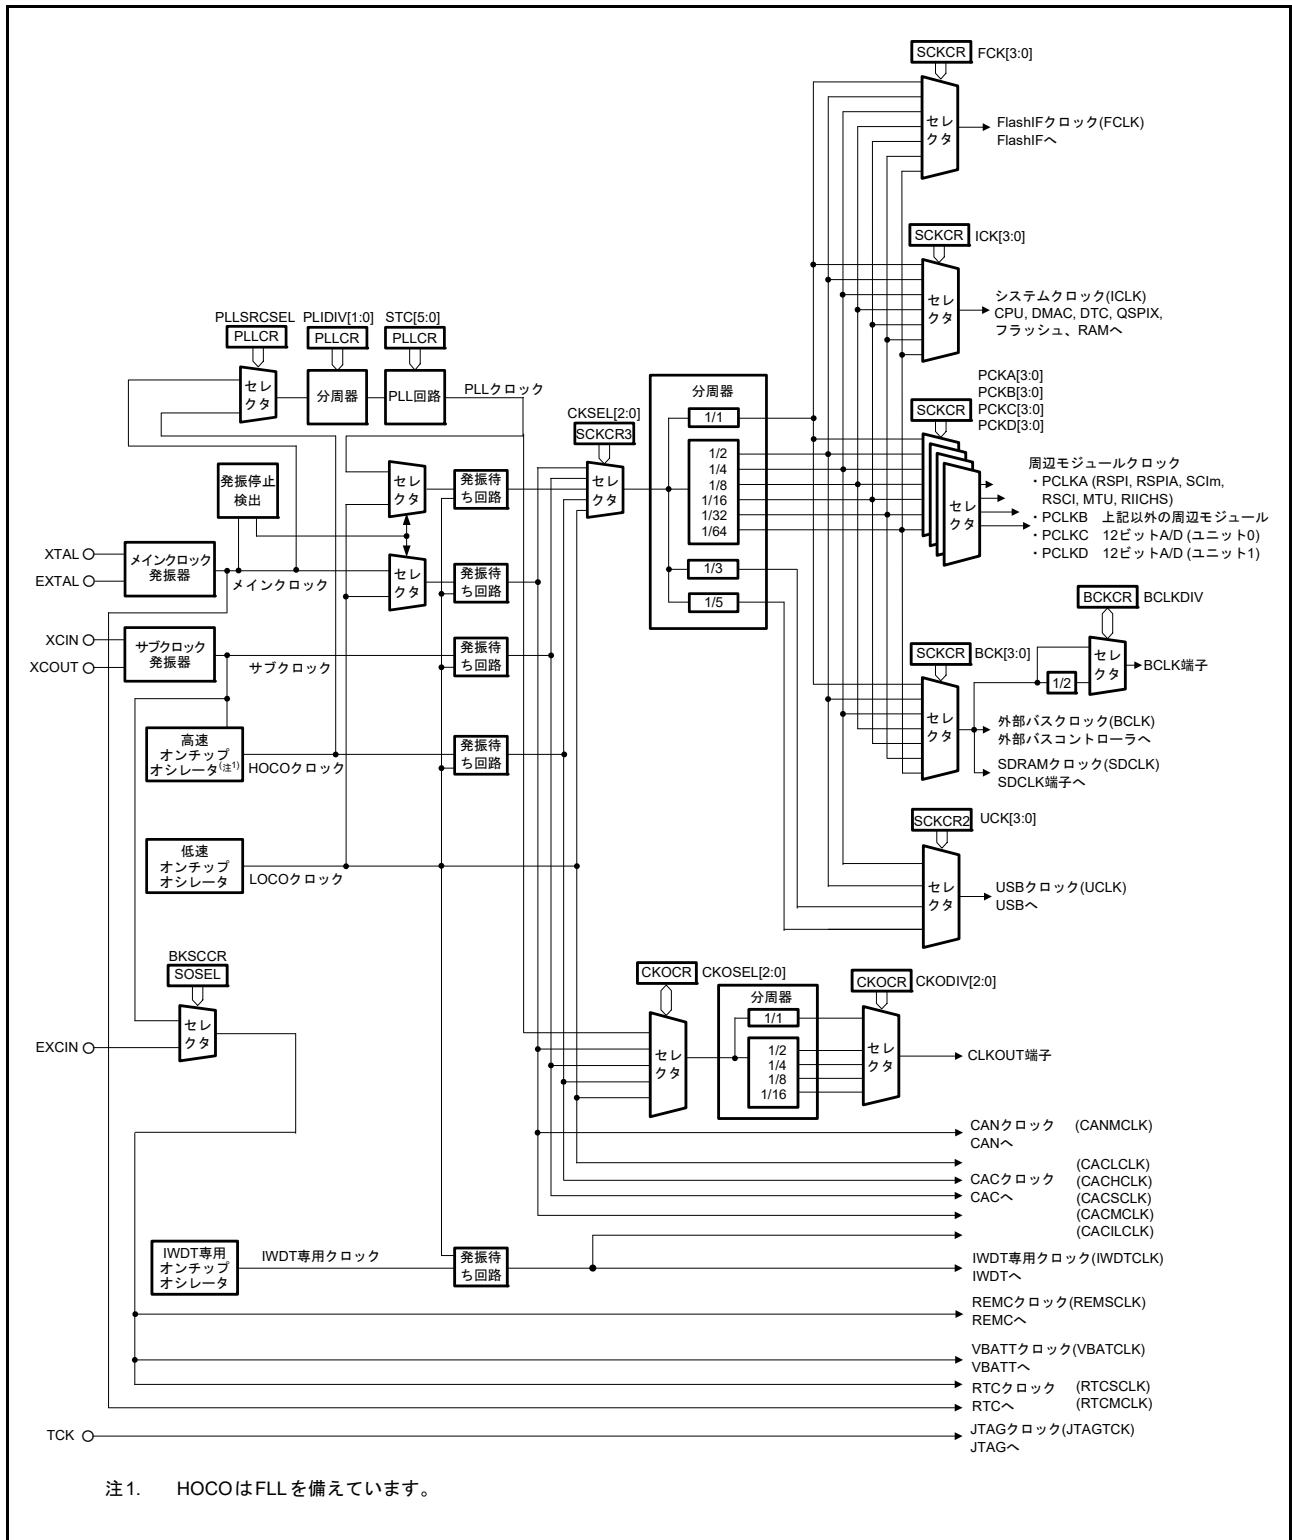 SCKCR FCK[3:0]
セレ
クタ
FlashIFクロック(FCLK)
FlashIFへ
SCKCR ICK[3:0]
セレ
クタ
システムクロック(ICLK)
CPU, DMAC, DTC, QSPIX,
フラッシュ、RAMへ
PLLSRCSEL PLIDIV[1:0] STC[5:0]
PLLCR PLLCR PLLCR
セレ
クタ
分周器
PLL回路
PLLクロック
CKSEL[2:0]
SCKCR3
セレ
クタ
分周器
1/1
1/2
1/4
1/8
1/16
1/32
1/64
1/3
1/5
PCKA[3:0]
PCKB[3:0]
PCKC[3:0]
PCKD[3:0]
SCKCR
セレ
クタ
周辺モジュールクロック
・PCLKA (RSPI, RSPIA, SCIm,
RSCI, MTU, RIICHS)
・PCLKB 上記以外の周辺モジュール
・PCLKC 12ビットA/D (ユニット0)
・PCLKD 12ビットA/D (ユニット1)
発振停止
検出
セレ
クタ
発振待
ち回路
XTAL
EXTAL
メインクロック
発振器
メインクロック
セレ
クタ
発振待
ち回路
XCIN
XCOUT
サブクロック
発振器
サブクロック
発振待
ち回路
高速
オンチップ
オシレータ(注1)
HOCOクロック
発振待
ち回路
低速
オンチップ
オシレータ
LOCOクロック
BCKCR BCLKDIV
セレ
クタ
1/2
BCLK端子
SCKCR BCK[3:0]
セレ
クタ
外部バスクロック(BCLK)
外部バスコントローラへ
SDRAMクロック(SDCLK)
SDCLK端子へ
SCKCR2 UCK[3:0]
セレ
クタ
USBクロック(UCLK)
USBへ
BKSCCR
SOSEL
セレ
クタ
EXCIN
CKOCR CKOSEL[2:0]
セレ
クタ
分周器
1/1
1/2
1/4
1/8
1/16
CKOCR CKODIV[2:0]
セレ
クタ
CLKOUT端子
CANクロック (CANMCLK)
CANへ
(CACLCLK)
CACクロック (CACHCLK)
CACへ (CACSCLK)
(CACMCLK)
(CACILCLK)
IWDT専用
オンチップ
オシレータ
IWDT専用クロック
発振待
ち回路
IWDT専用クロック(IWDTCLK)
IWDTへ
REMCクロック(REMSCLK)
REMCへ
VBATTクロック(VBATCLK)
VBATTへ
RTCクロック (RTCSCLK)
RTCへ (RTCMCLK)
TCK
JTAGクロック(JTAGTCK)
JTAGへ
注1. HOCOはFLLを備えています。